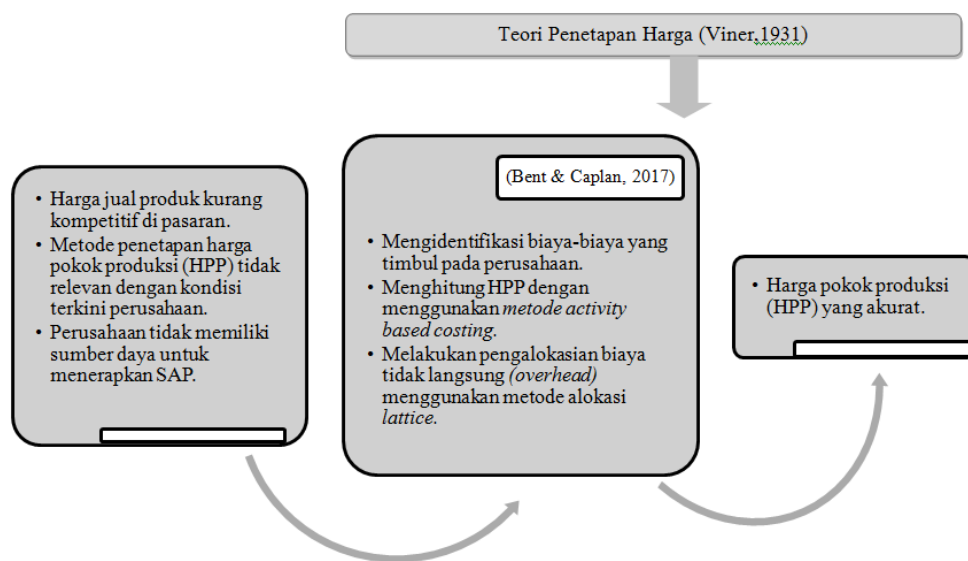 Teori Penetapan Harga (Viner,1931)
• Harga jual produk kurang
kompetitif di pasaran.
• Metode penetapan harga
pokok produksi (HPP) tidak
relevan dengan kondisi
terkini perusahaan.
• Perusahaan tidak memiliki
sumber daya untuk
menerapkan SAP.
(Bent & Caplan, 2017)
• Mengidentifikasi biaya-biaya yang
timbul pada perusahaan.
• Menghitung HPP dengan
menggunakan metode activity
based costing.
• Melakukan pengalokasian biaya
tidak langsung (overhead)
menggunakan metode alokasi
lattice.
• Harga pokok produksi
(HPP) yang akurat.